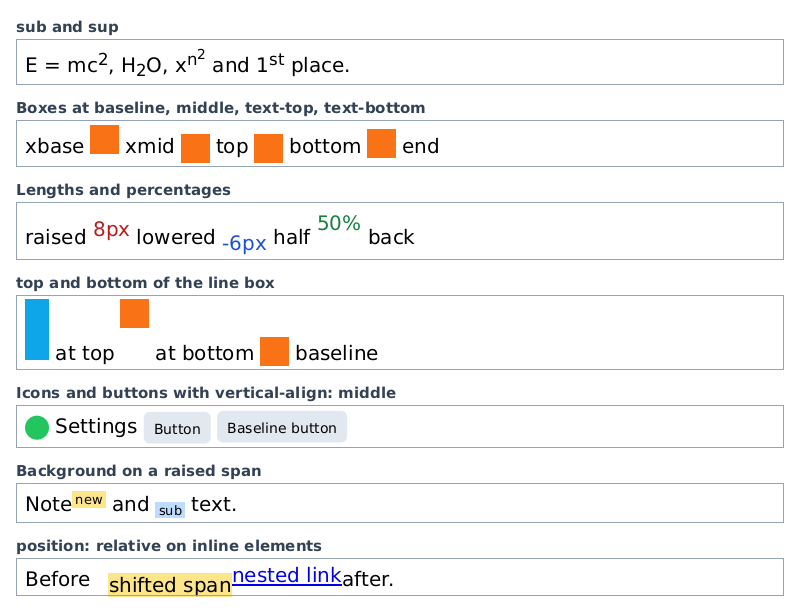 sub and sup
E = mc², H₂O, xⁿ² and 1ˢᵗ place.
Boxes at baseline, middle, text-top, text-bottom
xbase xmid top bottom end
Lengths and percentages
raised 8px lowered -6px half 50% back
top and bottom of the line box
at top at bottom baseline
Icons and buttons with vertical-align: middle
Settings Button Baseline button
Background on a raised span
Note new and sub text.
position: relative on inline elements
Before shifted span nested link after.